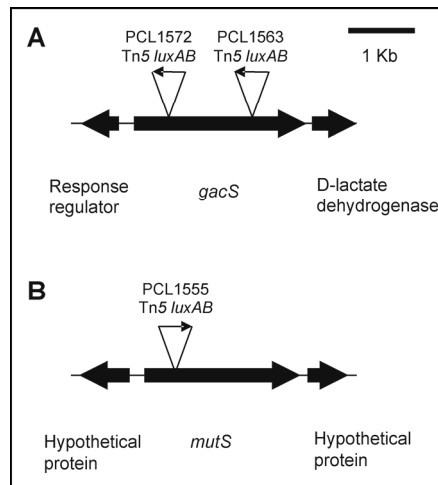 A
PCL1572 PCL1563
Tn5 luxAB Tn5 luxAB
1 Kb
Response regulator
gacS
D-lactate dehydrogenase
B
PCL1555
Tn5 luxAB
Hypothetical protein
mutS
Hypothetical protein